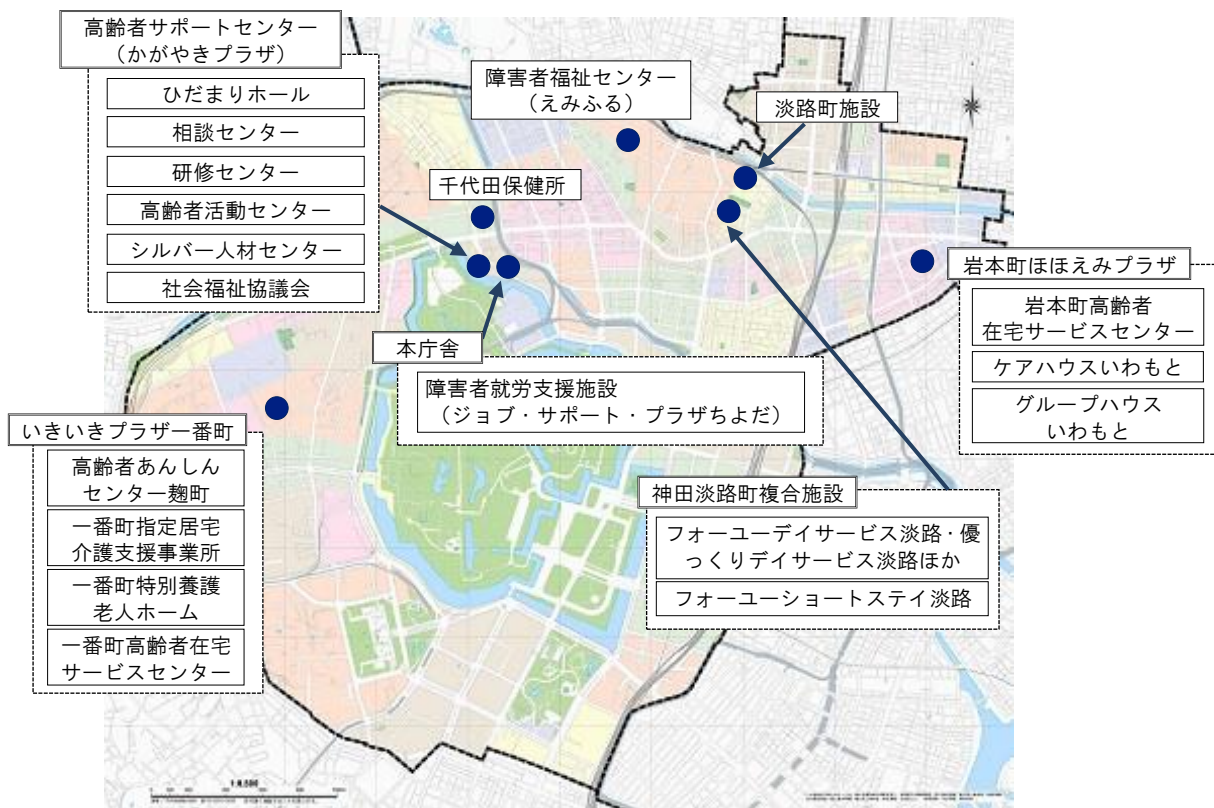 高齢者サポートセンター
（かがやきプラザ）
ひだまりホール
相談センター
研修センター
高齢者活動センター
シルバー人材センター
社会福祉協議会
障害者福祉センター
（えみふる）
淡路町施設
千代田保健所
岩本町ほほえみプラザ
岩本町高齢者
在宅サービスセンター
ケアハウスいわもと
グループハウス
いわもと
本庁舎
障害者就労支援施設
（ジョブ・サポート・プラザちよだ）
いきいきプラザ一番町
高齢者あんしん
センター麹町
一番町指定居宅
介護支援事業所
一番町特別養護
老人ホーム
一番町高齢者在宅
サービスセンター
神田淡路町複合施設
フォーユーデイサービス淡路・優
っくりデイサービス淡路ほか
フォーユーショートステイ淡路